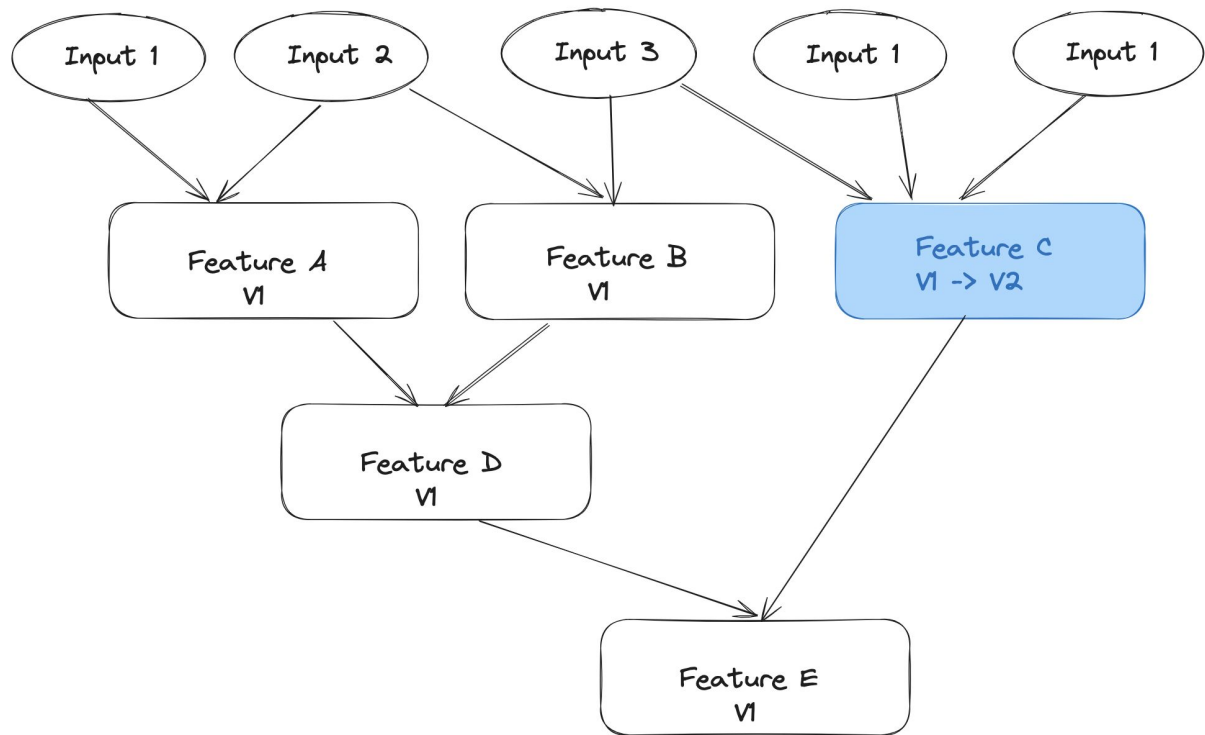 Input 1
Input 2
Input 3
Input 1
Input 1
Feature A
V1
Feature B
V1
Feature C
V1 -> V2
Feature D
V1
Feature E
V1